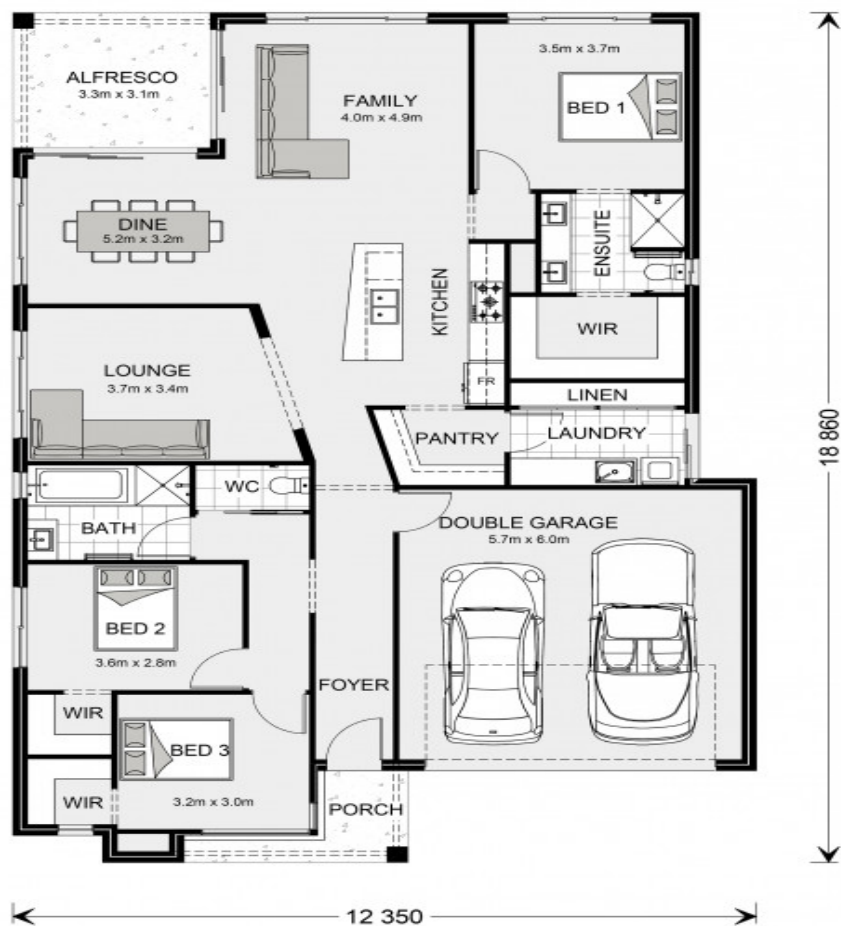 ALFRESCO
3.3m x 3.1m
FAMILY
4.0m x 4.9m
3.5m x 3.7m
BED 1
DINE
5.2m x 3.2m
ENSUITE
KITCHEN
WIR
LOUNGE
3.7m x 3.4m
FR
LINEN
PANTRY
LAUNDRY
WC
BATH
DOUBLE GARAGE
5.7m x 6.0m
BED 2
3.6m x 2.8m
FOYER
WIR
BED 3
3.2m x 3.0m
WIR
PORCH
18 860
12 350